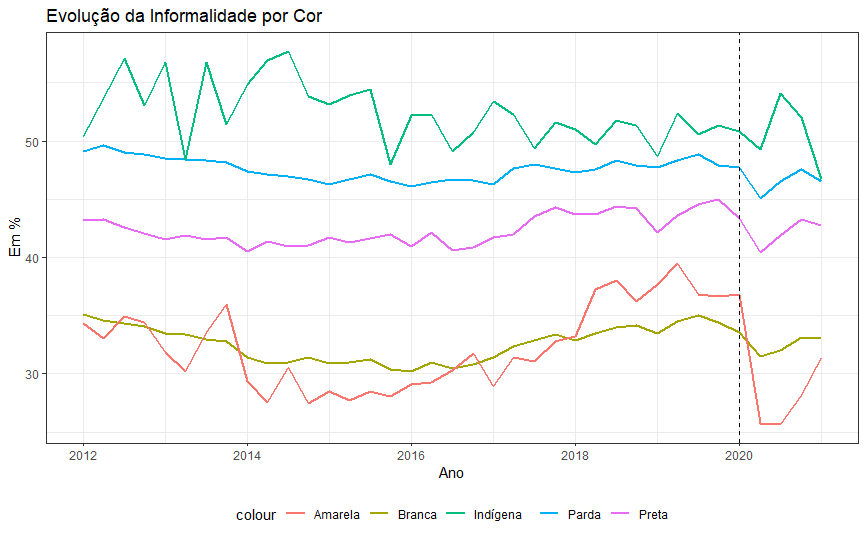 Evolução da Informalidade por Cor
Em %
50
40
30
2012 2014 2016 2018 2020
Ano
colour Amarela Branca Indígena Parda Preta